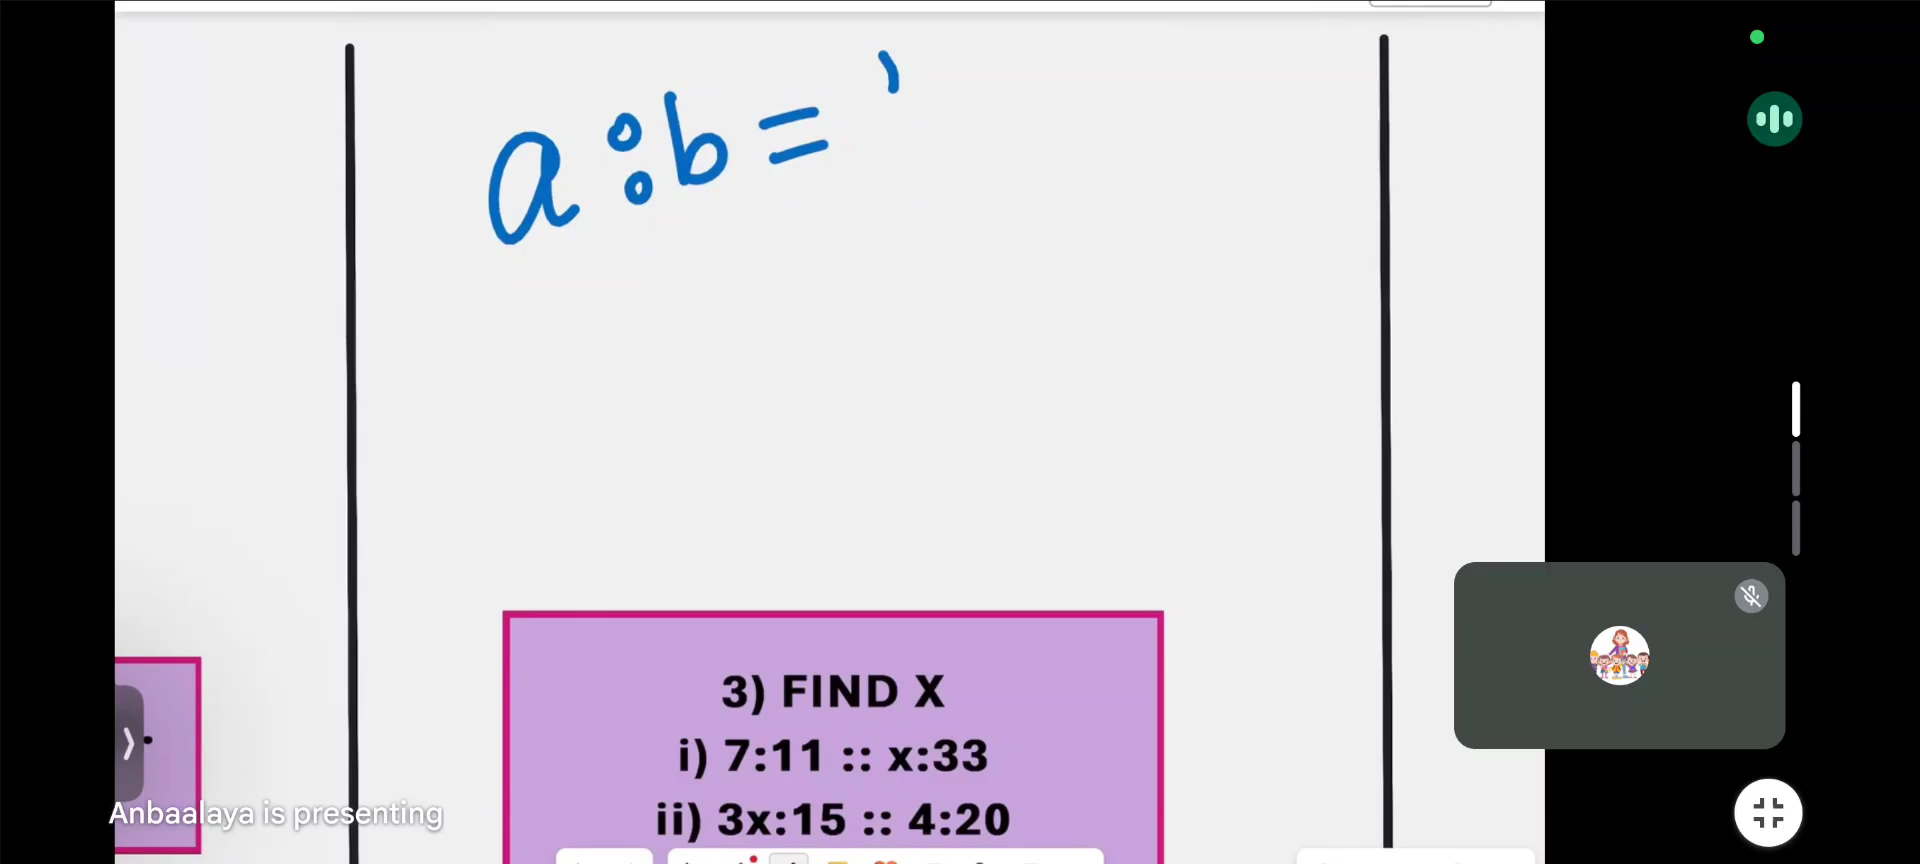 a:b=
3) FIND X
i) 7:11 :: x:33
ii) 3x:15 :: 4:20
Anbaalaya is presenting